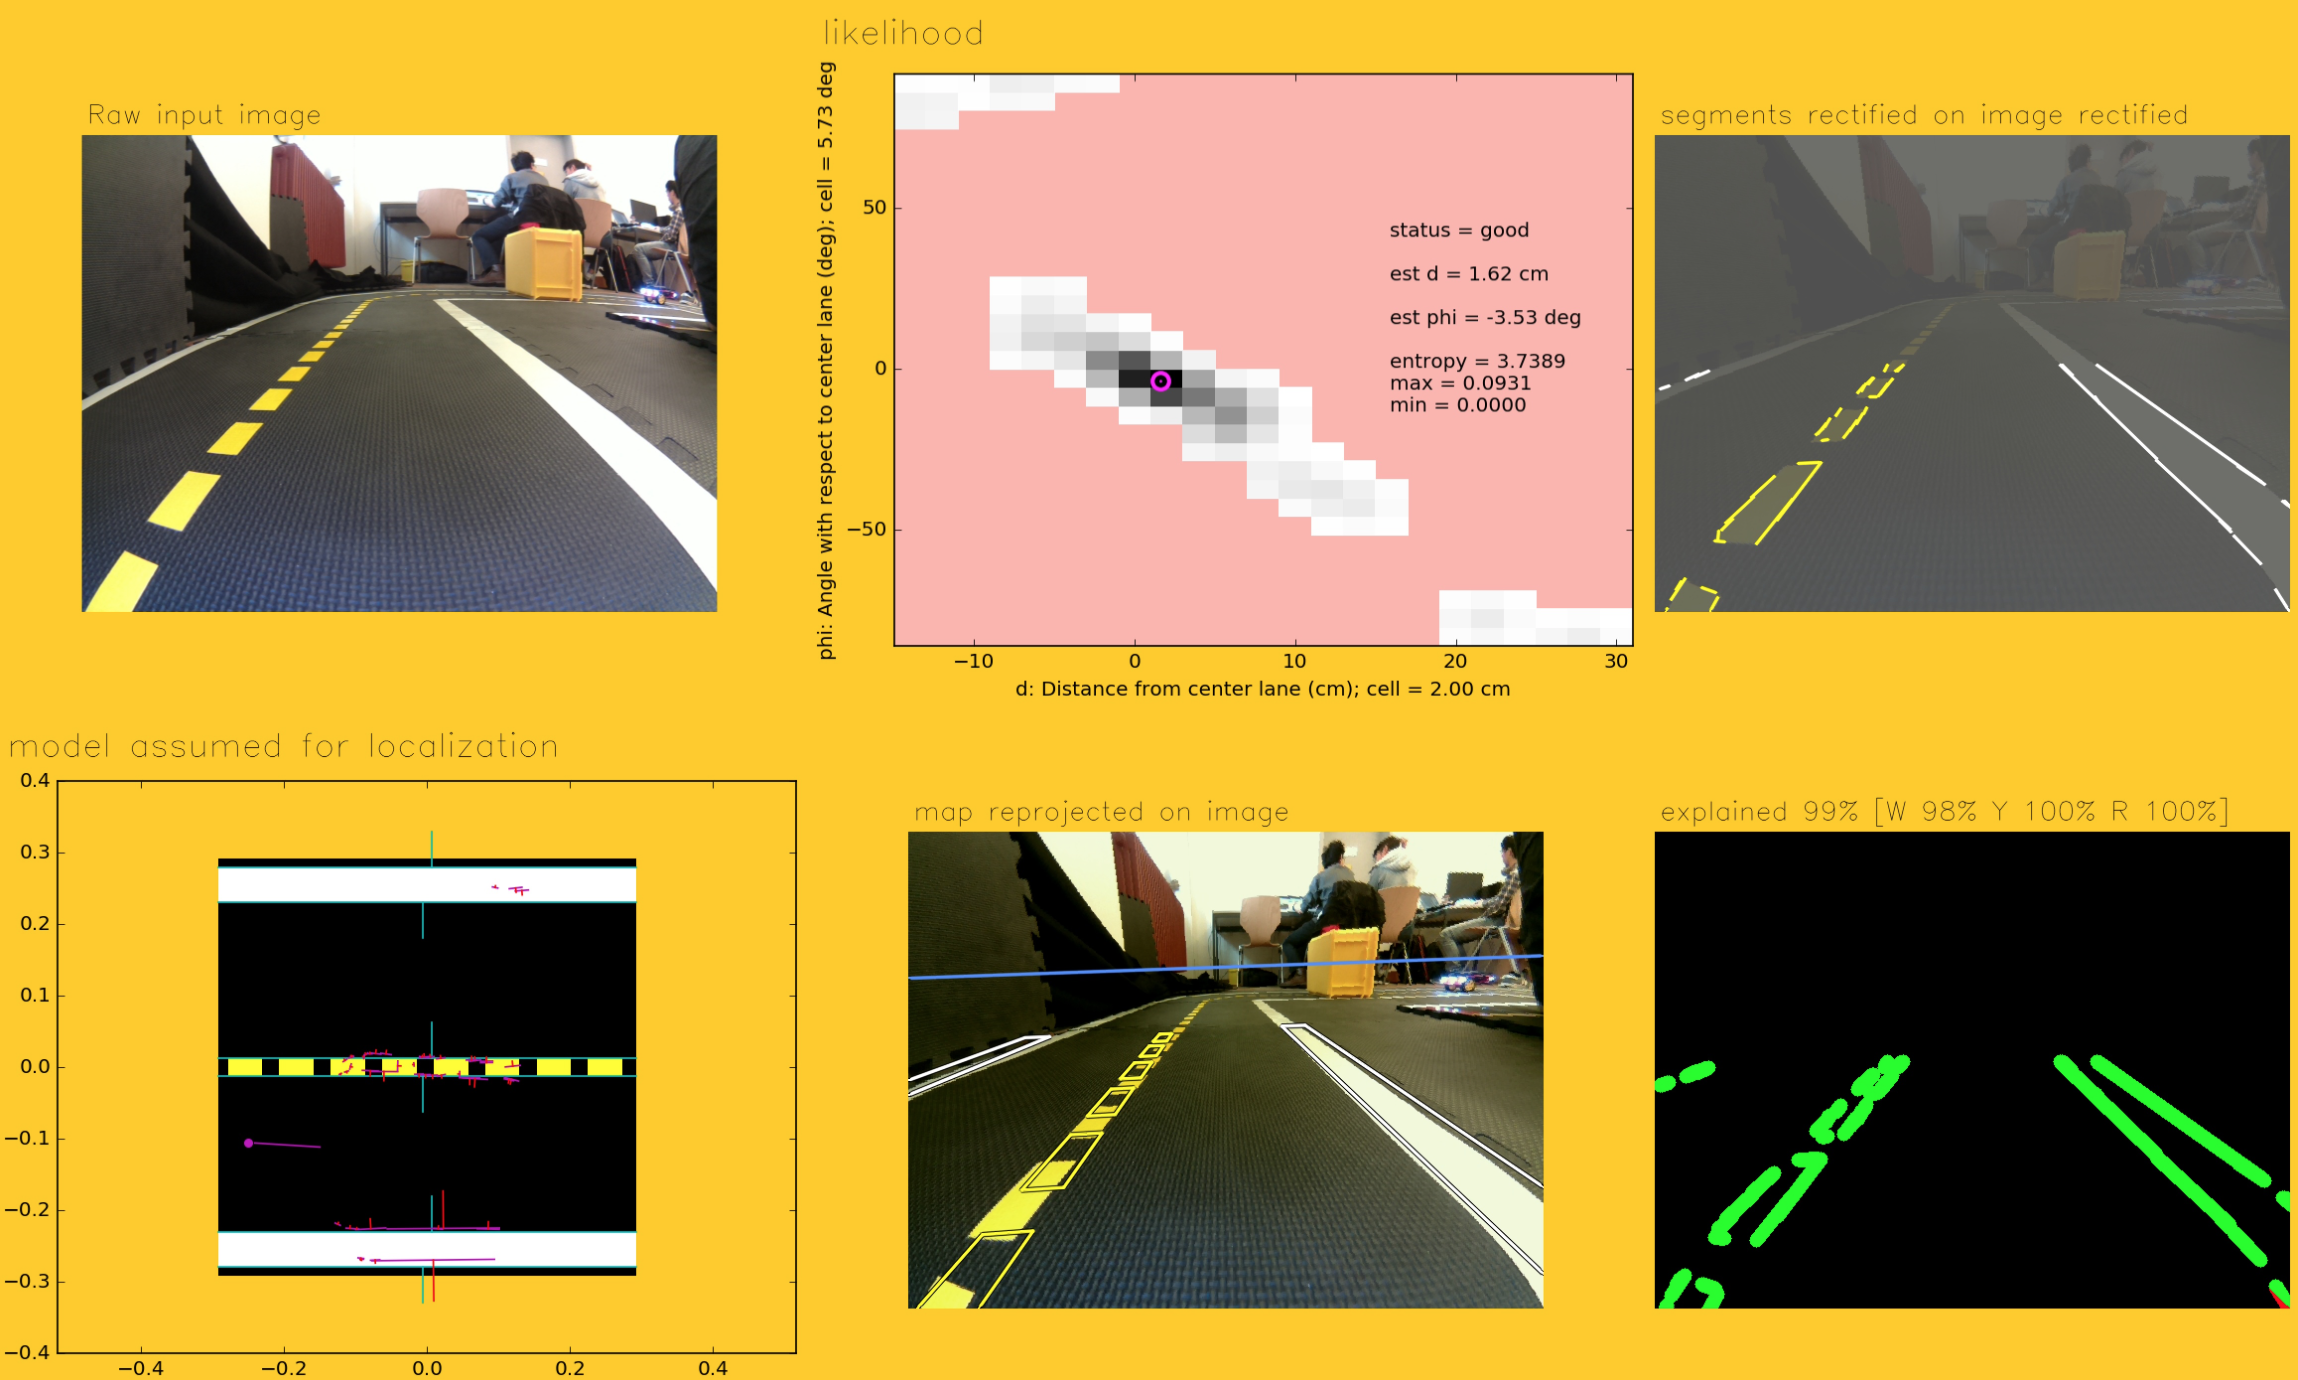 likelihood
Raw input image
segments rectified on image rectified
phi: Angle with respect to center lane (deg); cell = 5.73 deg
50
0
−50
status = good
est d = 1.62 cm
est phi = -3.53 deg
entropy = 3.7389
max = 0.0931
min = 0.0000
−10 0 10 20 30
d: Distance from center lane (cm); cell = 2.00 cm
model assumed for localization
0.4
0.3
0.2
0.1
0.0
−0.1
−0.2
−0.3
−0.4
−0.4 −0.2 0.0 0.2 0.4
map reprojected on image
explained 99% [W 98% Y 100% R 100%]